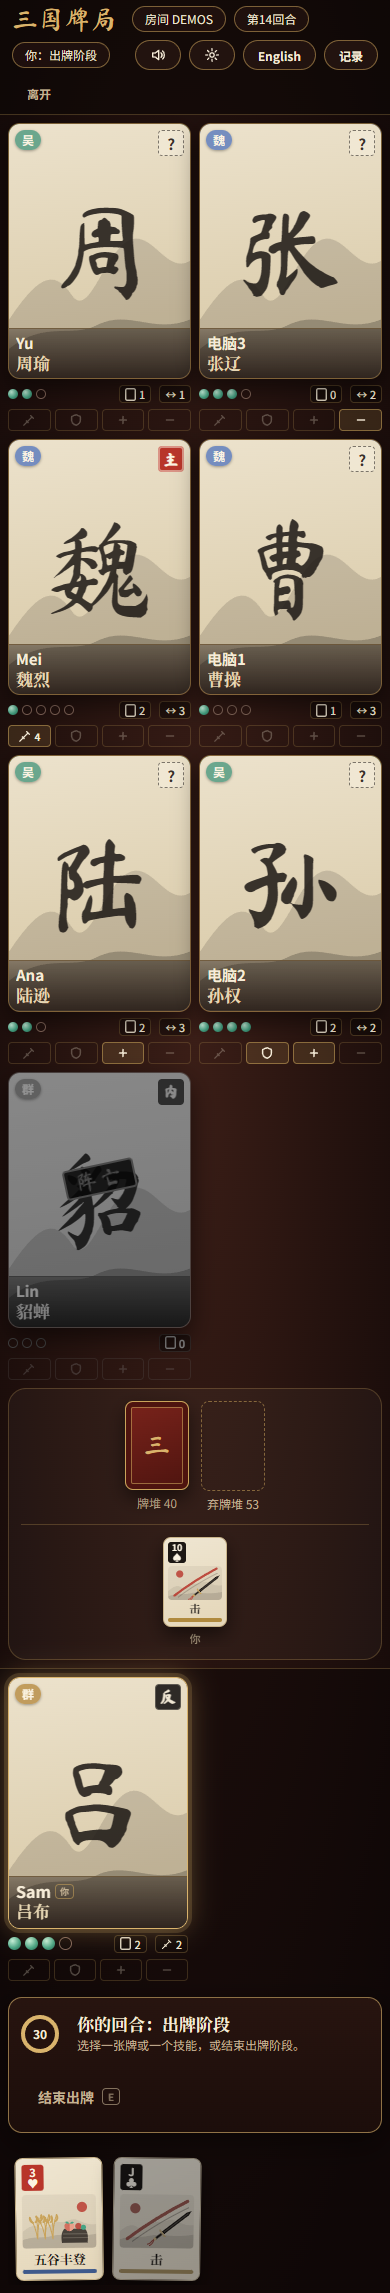 三国牌局
房间 DEMOS
第14回合
你：出牌阶段
English
记录
离开
吴
?
周
Yu
周瑜
1
↔1
魏
?
张
电脑3
张辽
0
↔2
魏
主
魏
Mei
魏烈
2
↔3
4
魏
?
曹
电脑1
曹操
1
↔3
吴
?
陆
Ana
陆逊
2
↔3
吴
?
孙
电脑2
孙权
2
↔2
群
内
貂
阵亡
Lin
貂蝉
0
三
牌堆 40
弃牌堆 53
10
♠
击
你
群
反
吕
Sam 你
吕布
2
2
30
你的回合：出牌阶段
选择一张牌或一个技能，或结束出牌阶段。
结束出牌 E
3
♥
五谷丰登
J
♣
击